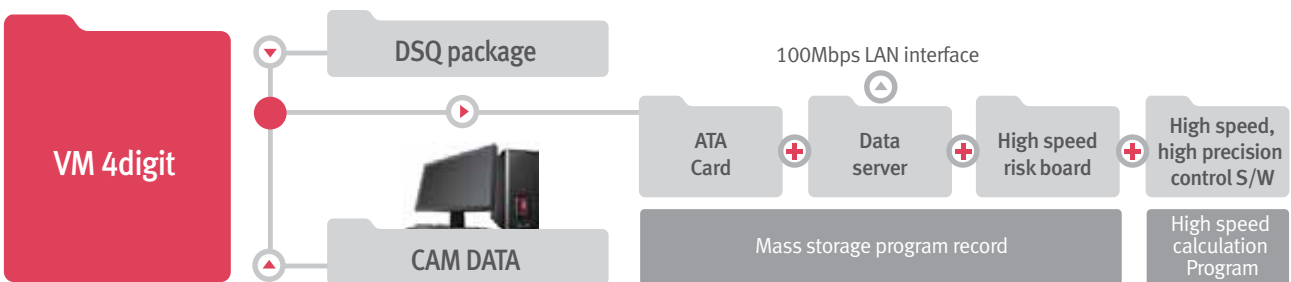 VM 4digit
DSQ package
CAM DATA
100Mbps LAN interface
ATA
Card
Data
server
High speed
risk board
High speed,
high precision
control S/W
Mass storage program record
High speed
calculation
Program